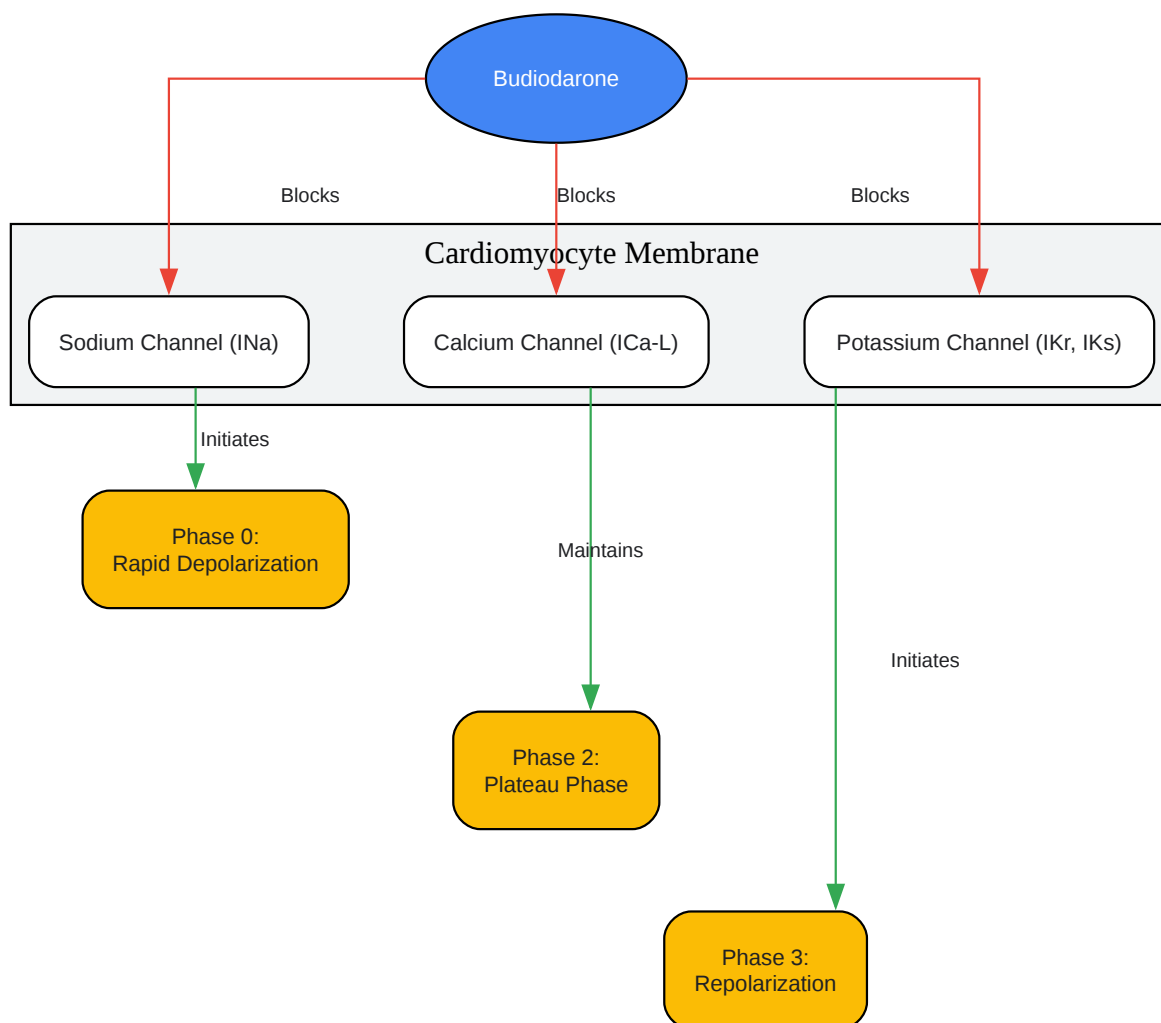 Budiodarone
Blocks
Blocks
Blocks
Cardiomyocyte Membrane
Sodium Channel (INa)
Calcium Channel (ICa-L)
Potassium Channel (IKr, IKs)
Initiates
Phase 0:
Rapid Depolarization
Maintains
Initiates
Phase 2:
Plateau Phase
Phase 3:
Repolarization